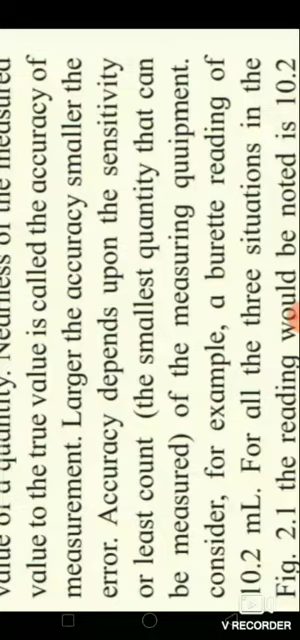 value of a quantity. Nearness of the measured
value to the true value is called the accuracy of
measurement. Larger the accuracy smaller the
error. Accuracy depends upon the sensitivity
or least count (the smallest quantity that can
be measured) of the measuring quuipment.
consider, for example, a burette reading of
10.2 mL. For all the three situations in the
Fig. 2.1 the reading would be noted is 10.2
V RECORDER